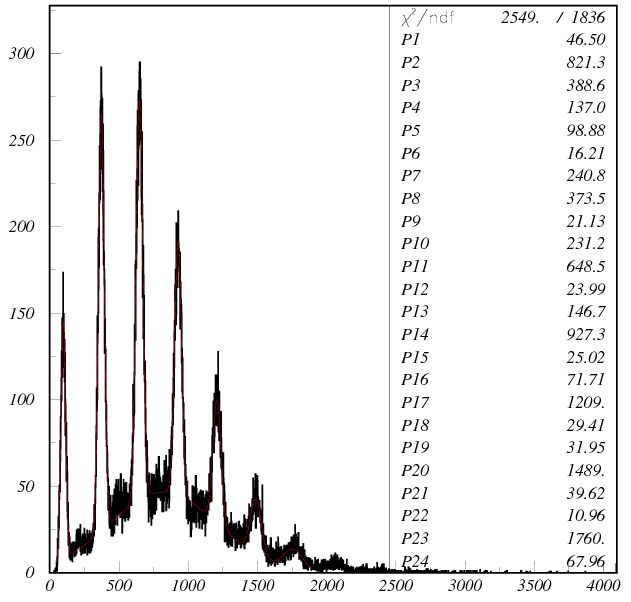 χ²/ndf 2549. / 1836
P1 46.50
P2 821.3
P3 388.6
P4 137.0
P5 98.88
P6 16.21
P7 240.8
P8 373.5
P9 21.13
P10 231.2
P11 648.5
P12 23.99
P13 146.7
P14 927.3
P15 25.02
P16 71.71
P17 1209.
P18 29.41
P19 31.95
P20 1489.
P21 39.62
P22 10.96
P23 1760.
P24 67.96
300
250
200
150
100
50
0
0 500 1000 1500 2000 2500 3000 3500 4000